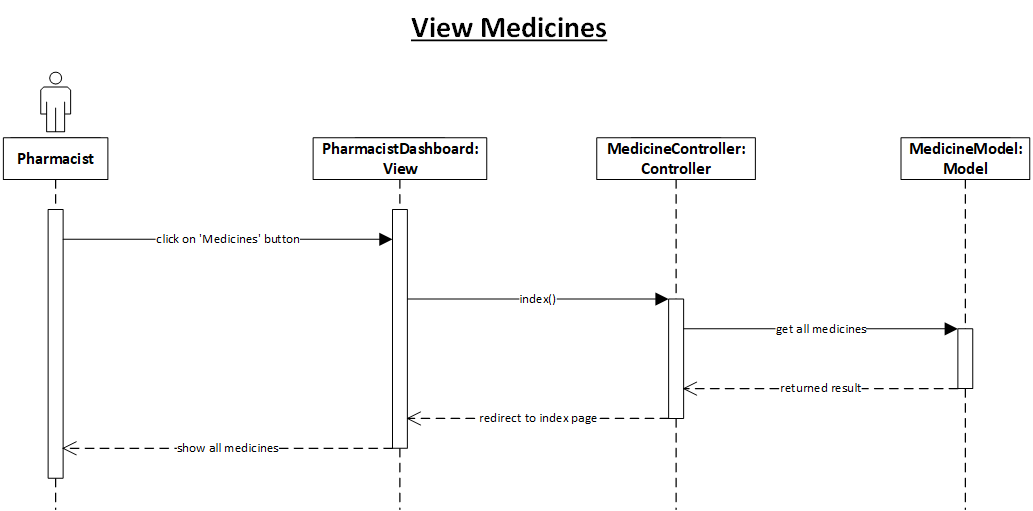 View Medicines
Pharmacist
PharmacistDashboard:
View
MedicineController:
Controller
MedicineModel:
Model
click on 'Medicines' button
index()
get all medicines
returned result
redirect to index page
show all medicines